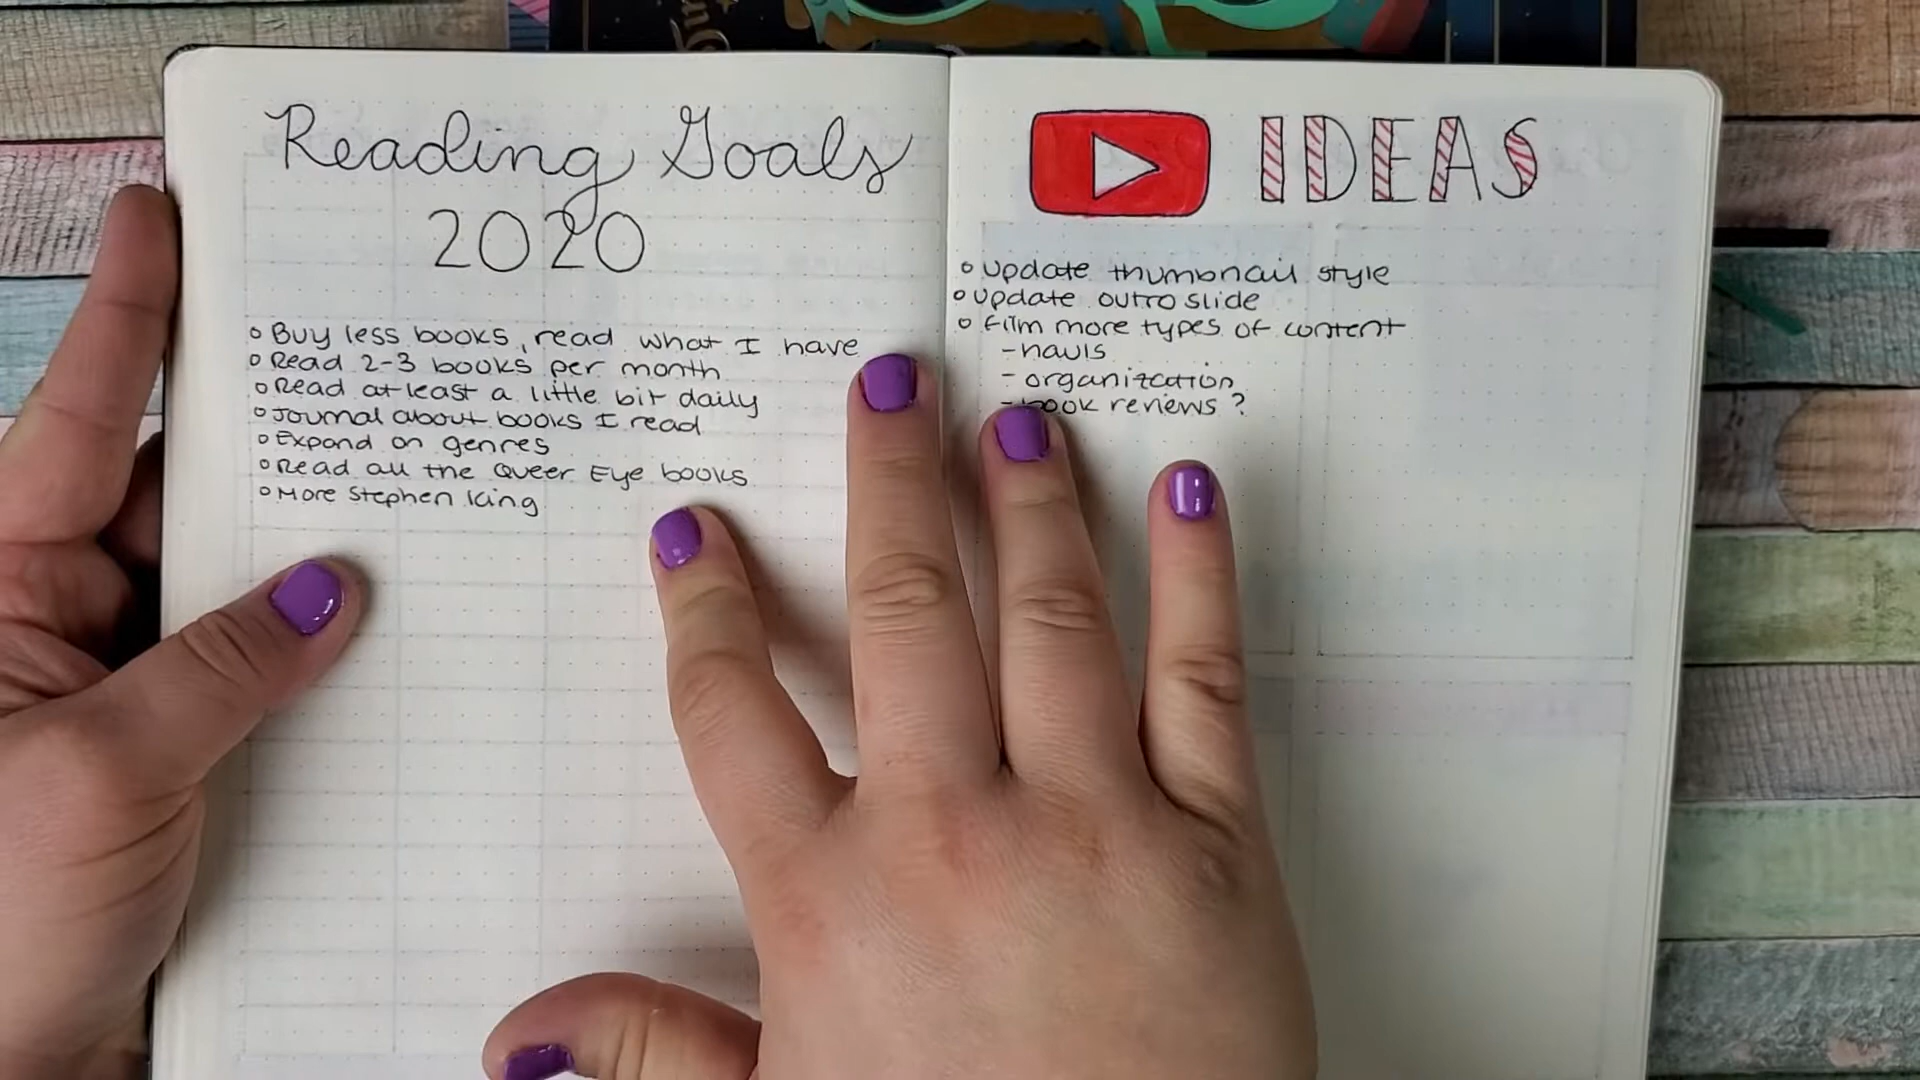 Reading Goals
2020
Buy less books, read what I have
Read 2-3 books per month
Read at least a little bit daily
Journal about books I read
Expand on genres
Read all the Queer Eye books
More Stephen King
IDEAS
update thumbnail style
update outro slide
film more types of content
- hauls
- organization
- book reviews?